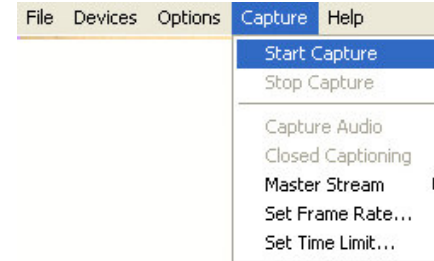 File Devices Options Capture Help
Start Capture
Stop Capture
Capture Audio
Closed Captioning
Master Stream
Set Frame Rate...
Set Time Limit...